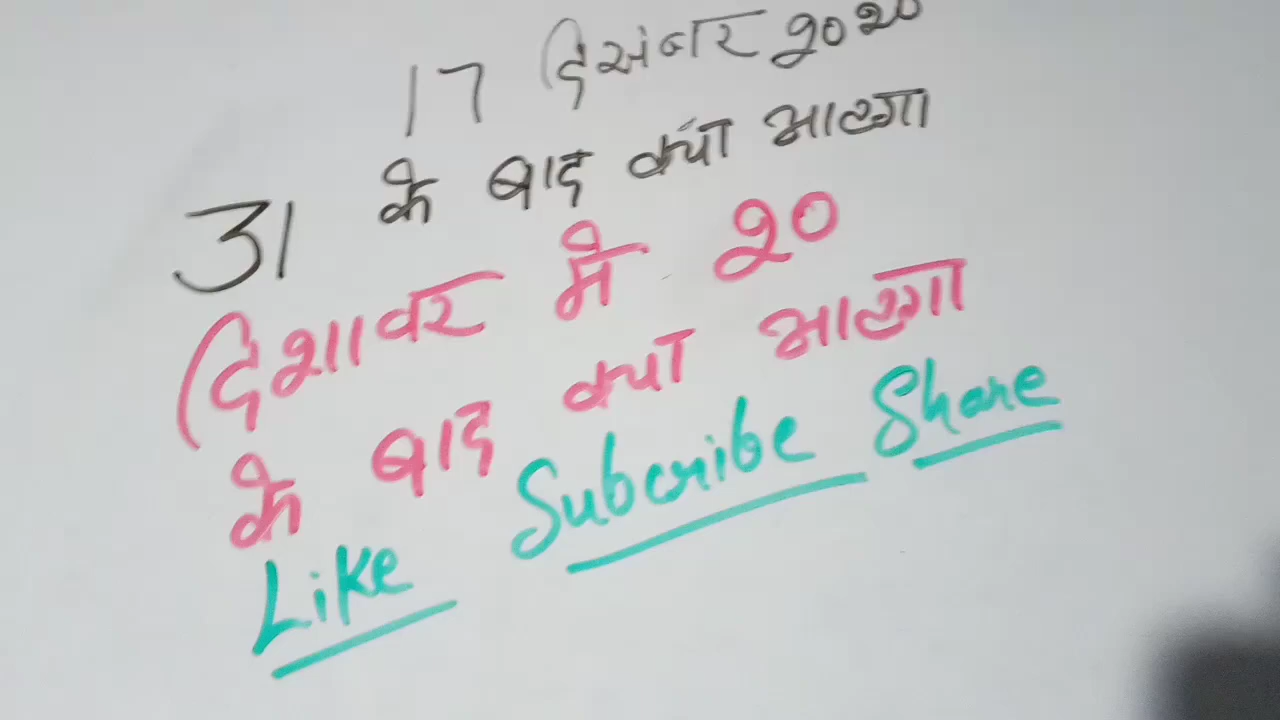 17 दिसंबर 2020
31 के बाद क्या आएगा
दिशावर मे 20
के बाद क्या आएगा
Like Subcribe Share